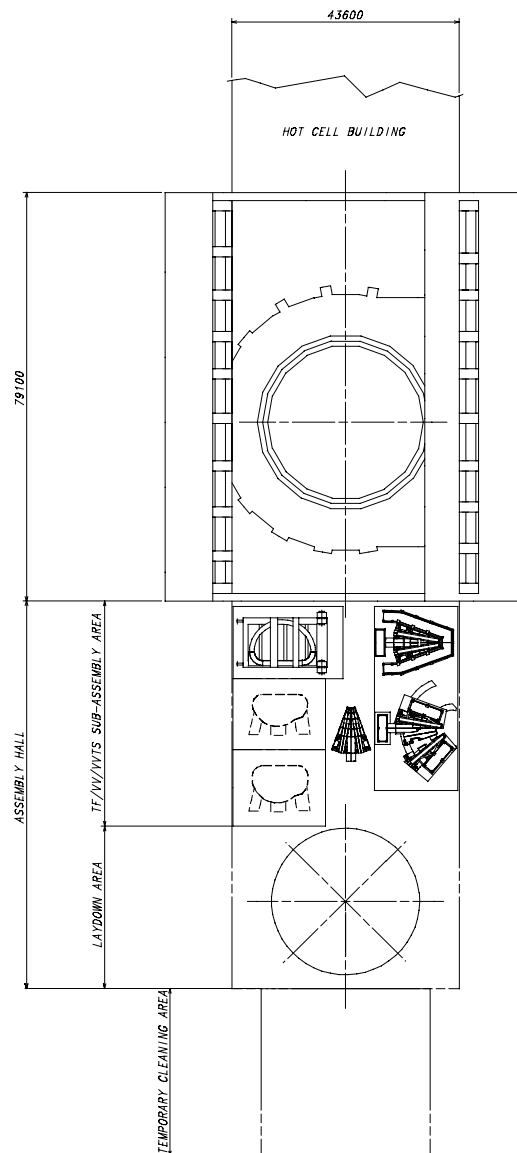 43600
HOT CELL BUILDING
79100
ASSEMBLY HALL
TF/VV/VVTS SUB-ASSEMBLY AREA
LAYDOWN AREA
TEMPORARY CLEANING AREA